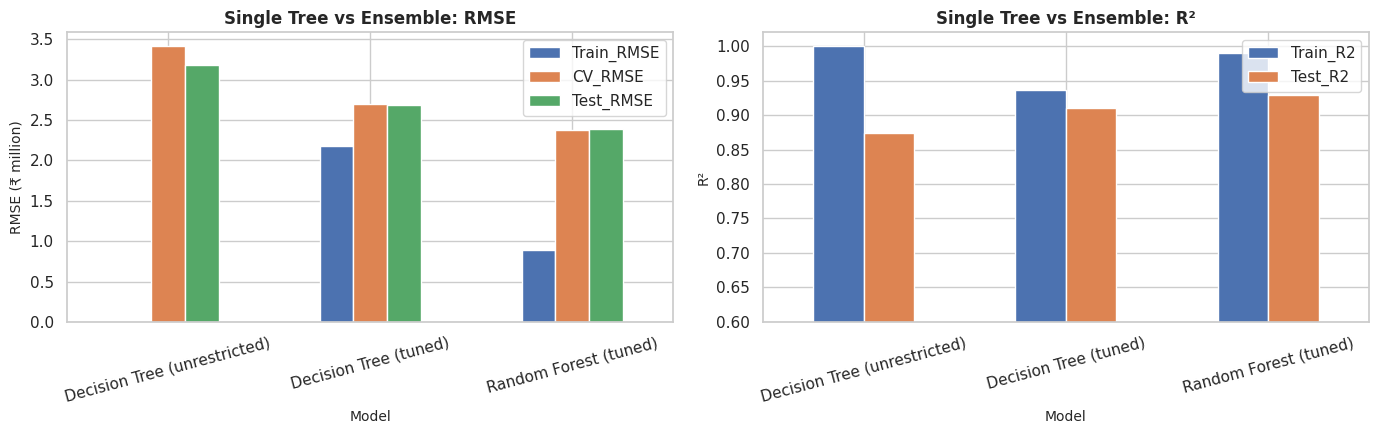 Single Tree vs Ensemble: RMSE
RMSE (₹ million)
3.5
3.0
2.5
2.0
1.5
1.0
0.5
0.0
Train_RMSE
CV_RMSE
Test_RMSE
Decision Tree (unrestricted)
Decision Tree (tuned)
Random Forest (tuned)
Model
Single Tree vs Ensemble: R²
R²
1.00
0.95
0.90
0.85
0.80
0.75
0.70
0.65
0.60
Train_R2
Test_R2
Decision Tree (unrestricted)
Decision Tree (tuned)
Random Forest (tuned)
Model